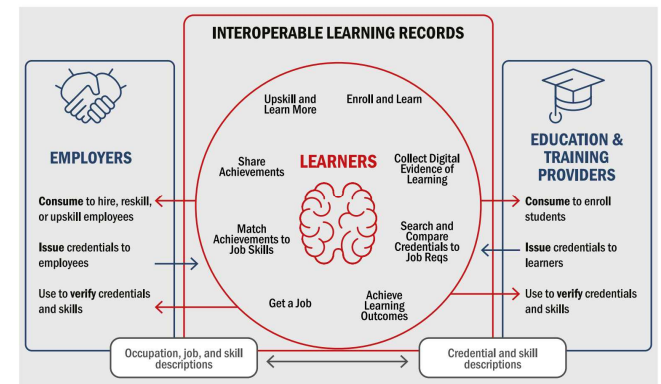 INTEROPERABLE LEARNING RECORDS
EMPLOYERS
Consume to hire, reskill,
or upskill employees
Issue credentials to
employees
Use to verify credentials
and skills
LEARNERS
Upskill and
Learn More
Enroll and Learn
Share
Achievements
Collect Digital
Evidence of
Learning
Match
Achievements to
Job Skills
Search and
Compare
Credentials to
Job Reqs
Get a Job
Achieve
Learning
Outcomes
EDUCATION &
TRAINING
PROVIDERS
Consume to enroll
students
Issue credentials to
learners
Use to verify credentials
and skills
Occupation, job, and skill
descriptions
Credential and skill
descriptions